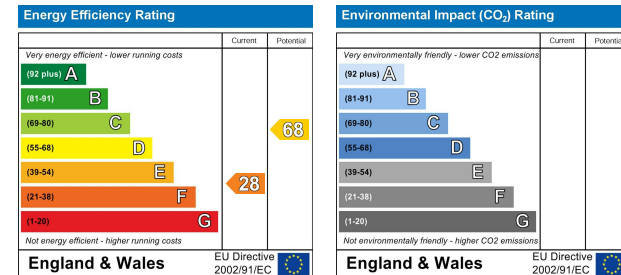 Energy Efficiency Rating
Current Potential
Very energy efficient - lower running costs
(92 plus) A
(81-91) B
(69-80) C
68
(55-68) D
(39-54) E
28
(21-38) F
(1-20) G
Not energy efficient - higher running costs
England & Wales
EU Directive
2002/91/EC
Environmental Impact (CO₂) Rating
Current Potentia
Very environmentally friendly - lower CO2 emissions
(92 plus) A
(81-91) B
(69-80) C
(55-68) D
(39-54) E
(21-38) F
(1-20) G
Not environmentally friendly - higher CO2 emissions
England & Wales
EU Directive
2002/91/EC